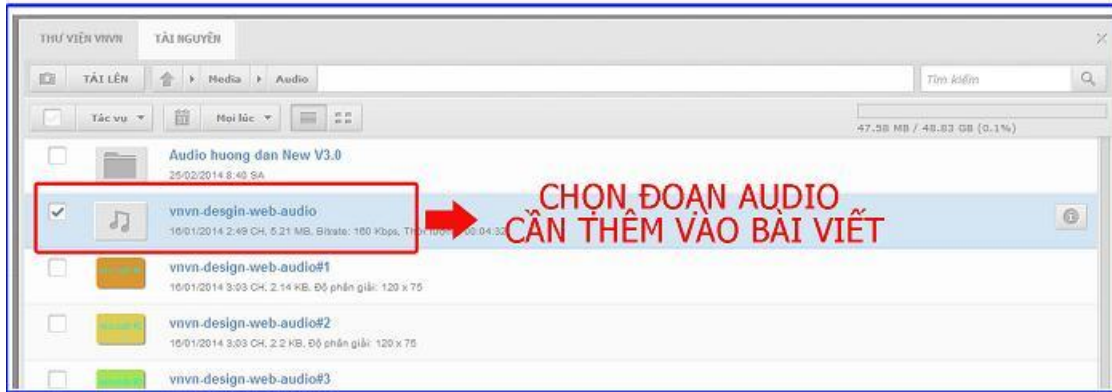 THƯ VIỆN VNVN TÀI NGUYÊN
TẢI LÊN Media Audio Tìm kiếm
Tác vụ Mọi lúc
47.58 MB / 48.83 GB (0.1%)
Audio huong dan New V3.0
25/02/2014 8:40 SA
vnvn-desgin-web-audio
16/01/2014 2:49 CH, 5.21 MB, Bitrate: 160 Kbps, 00:04:32
CHỌN ĐOẠN AUDIO
CẦN THÊM VÀO BÀI VIẾT
vnvn-design-web-audio#1
16/01/2014 3:03 CH, 2.14 KB, Độ phân giải: 120 x 75
vnvn-design-web-audio#2
16/01/2014 3:03 CH, 2.2 KB, Độ phân giải: 120 x 75
vnvn-design-web-audio#3